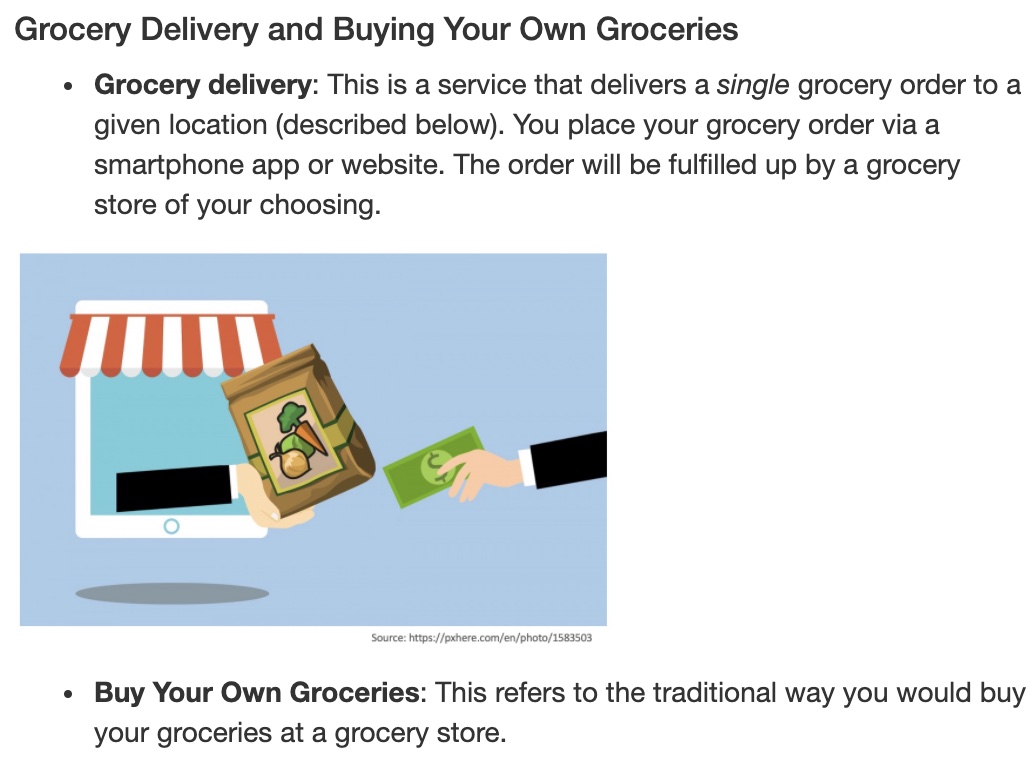 Grocery Delivery and Buying Your Own Groceries
• Grocery delivery: This is a service that delivers a single grocery order to a
given location (described below). You place your grocery order via a
smartphone app or website. The order will be fulfilled up by a grocery
store of your choosing.
$
Source: https://pxhere.com/en/photo/1583503
• Buy Your Own Groceries: This refers to the traditional way you would buy
your groceries at a grocery store.